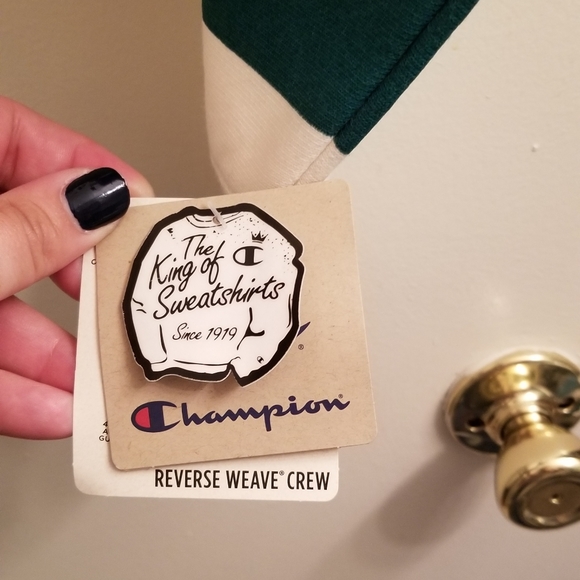 The
King of
Sweatshirts
Since 1919
Champion®
REVERSE WEAVE® CREW